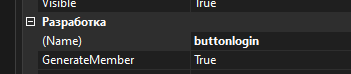 Visible True
Разработка
(Name) buttonlogin
GenerateMember True